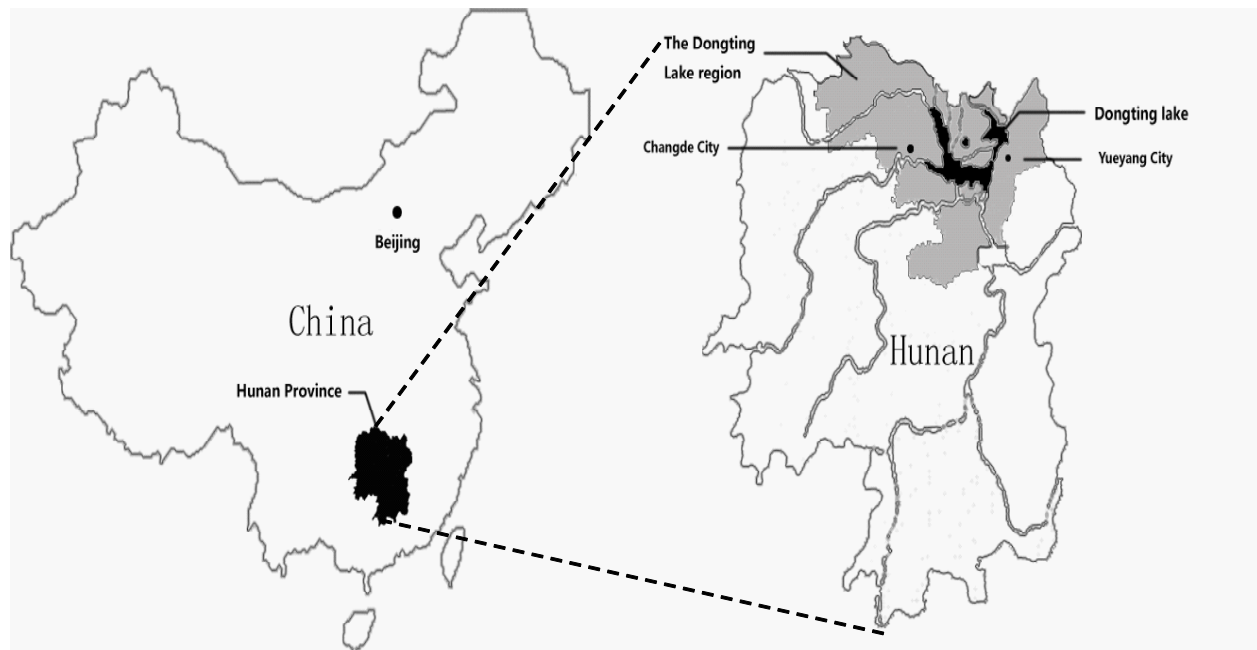 Beijing
China
Hunan Province
The Dongting
Lake region
Dongting lake
Changde City
Yueyang City
Hunan